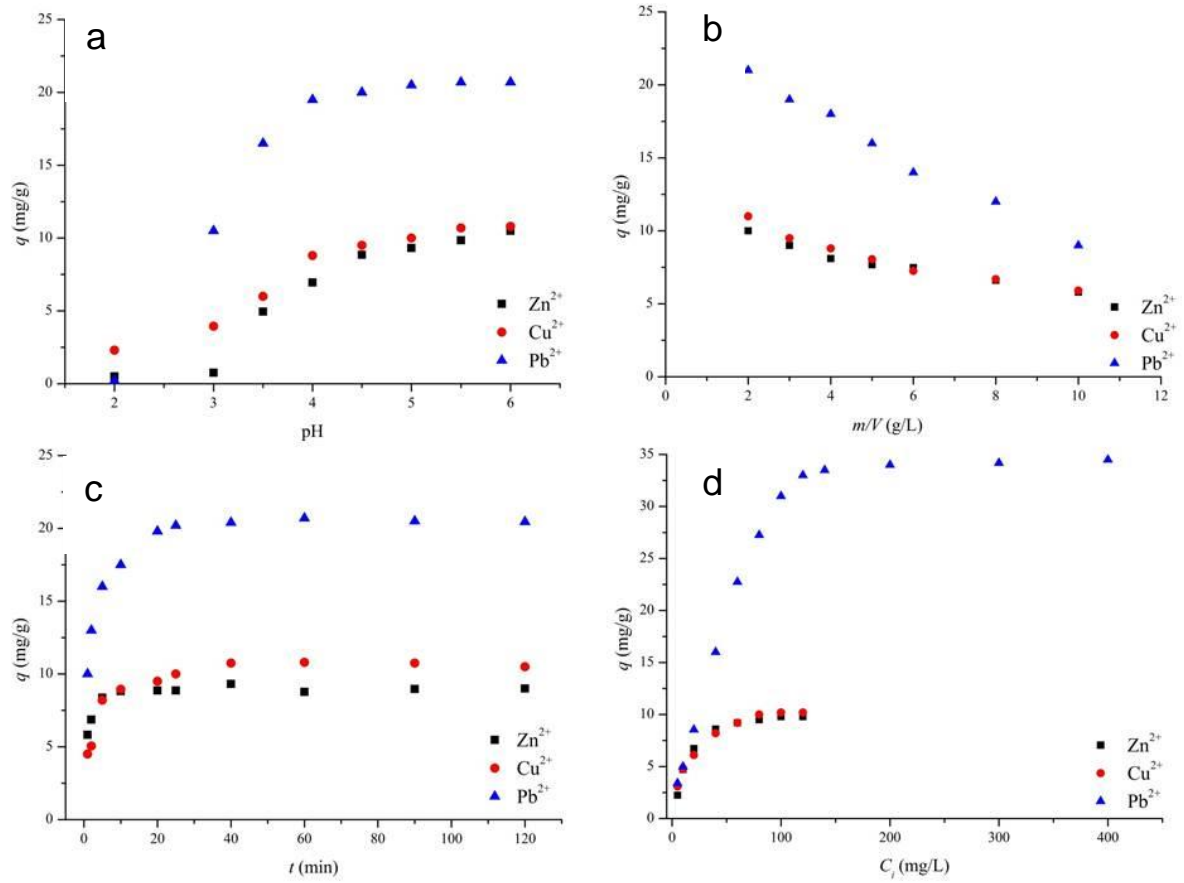 a
25
20
15
10
5
0
q (mg/g)
2 3 4 5 6
pH
Zn²⁺
Cu²⁺
Pb²⁺
b
25
20
15
10
5
0
q (mg/g)
0 2 4 6 8 10 12
m/V (g/L)
Zn²⁺
Cu²⁺
Pb²⁺
c
25
20
15
10
5
0
q (mg/g)
0 20 40 60 80 100 120
t (min)
Zn²⁺
Cu²⁺
Pb²⁺
d
35
30
25
20
15
10
5
0
q (mg/g)
0 100 200 300 400
Cᵢ (mg/L)
Zn²⁺
Cu²⁺
Pb²⁺